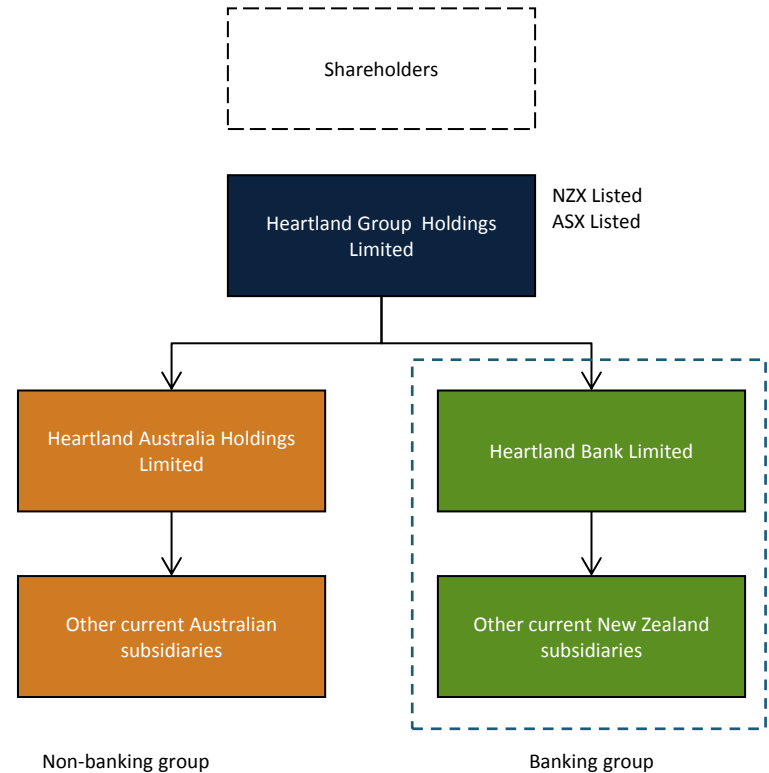 Shareholders
Heartland Group Holdings
Limited
NZX Listed
ASX Listed
Heartland Australia Holdings
Limited
Heartland Bank Limited
Other current Australian
subsidiaries
Other current New Zealand
subsidiaries
Non-banking group
Banking group